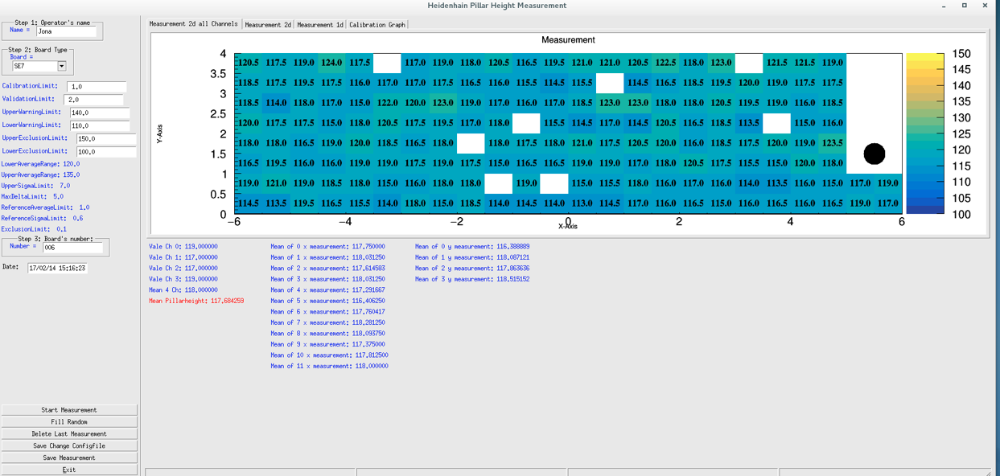 Heidenhain Pillar Height Measurement
Step 1: Operator's name
Name = Jona
Step 2: Board Type
Board =
SE7
CalibrationLimit: 1.0
ValidationLimit: 2.0
UpperWarningLimit: 140.0
LowerWarningLimit: 110.0
UpperExclusionLimit: 150.0
LowerExclusionLimit: 100.0
LowerAverageRange: 120.0
UpperAverageRange: 135.0
UpperSigmaLimit: 7.0
MaxDeltaLimit: 5.0
ReferenceAverageLimit: 1.0
ReferenceSigmaLimit: 0.6
ExclusionLimit: 0.1
Step 3: Board's number:
Number = 006
Date: 17/02/14 15:16:23
Start Measurement
Fill Random
Delete Last Measurement
Save Change Configfile
Save Measurement
Exit
Measurement 2d all Channels Measurement 2d Measurement 1d Calibration Graph
Measurement
Y-Axis
4
3.5
3
2.5
2
1.5
1
0.5
0
120.5 117.5 119.0 124.0 117.5 117.0 119.0 118.0 120.5 116.5 119.5 121.0 121.0 120.5 122.5 118.0 123.0 121.5 121.5 119.0
118.5 117.5 119.5 117.5 116.0 117.0 117.0 117.5 116.5 116.0 115.5 114.5 115.5 114.5 116.5 118.5 119.5 120.0 119.0 117.5 117.5
118.5 114.0 118.0 117.0 115.0 122.0 120.0 123.0 119.0 117.0 116.0 117.0 118.5 123.0 123.0 118.0 118.0 120.5 119.5 119.0 116.0 118.5
120.0 117.5 117.5 115.0 118.0 120.5 117.5 119.5 117.0 118.0 115.5 114.5 117.0 114.5 120.5 116.5 118.5 113.5 115.0 116.0
118.0 118.0 116.5 119.0 120.0 118.0 116.5 118.0 118.0 117.5 118.0 121.0 117.5 120.5 120.0 116.0 118.5 117.5 118.0 119.0 123.5
116.5 119.5 116.0 119.0 116.5 115.0 116.5 116.0 116.5 116.0 119.0 116.5 119.0 119.0 117.0 118.0 120.5 117.5 115.5 115.0 120.0 118.0
119.0 121.0 119.0 118.5 118.0 115.0 116.0 118.0 118.0 119.0 115.0 115.5 118.0 117.0 116.0 117.0 116.0 114.0 113.5 115.0 115.0 117.0 119.0
114.5 113.5 119.5 116.5 115.5 114.0 118.0 115.0 118.5 114.0 114.5 114.0 113.0 114.5 117.0 116.0 116.0 116.0 116.0 115.5 116.0 116.5 119.0 117.0
−6 −4 −2 0 2 4 6
X-Axis
150
145
140
135
130
125
120
115
110
105
100
Vale Ch 0: 119.000000
Vale Ch 1: 117.000000
Vale Ch 2: 117.000000
Vale Ch 3: 119.000000
Mean 4 Ch: 118.000000
Mean Pillarheight: 117.684259
Mean of 0 x measurement: 117.750000
Mean of 1 x measurement: 118.031250
Mean of 2 x measurement: 117.614583
Mean of 3 x measurement: 118.031250
Mean of 4 x measurement: 117.291667
Mean of 5 x measurement: 116.406250
Mean of 6 x measurement: 117.760417
Mean of 7 x measurement: 118.281250
Mean of 8 x measurement: 118.093750
Mean of 9 x measurement: 117.375000
Mean of 10 x measurement: 117.812500
Mean of 11 x measurement: 118.000000
Mean of 0 y measurement: 116.388889
Mean of 1 y measurement: 118.087121
Mean of 2 y measurement: 117.863636
Mean of 3 y measurement: 118.515152